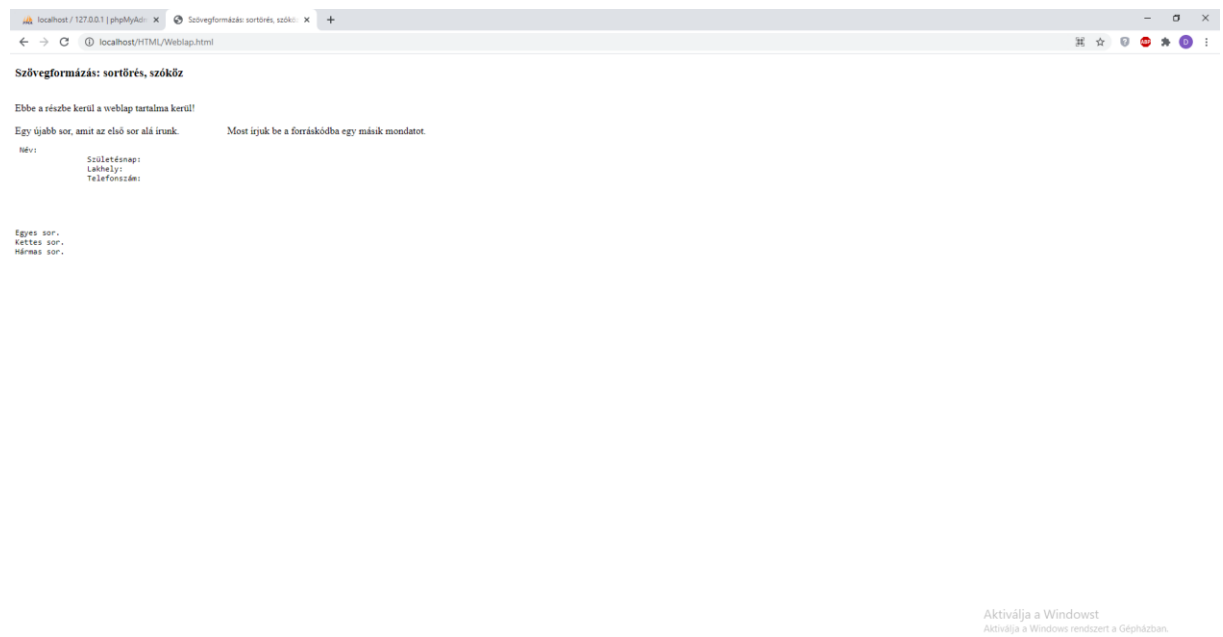 localhost / 127.0.0.1 | phpMyAdm
Szövegformázás: sortörés, szókö
localhost/HTML/Weblap.html
ABP
D
Szövegformázás: sortörés, szóköz
Ebbe a részbe kerül a weblap tartalma kerül!
Egy újabb sor, amit az első sor alá írunk. Most írjuk be a forráskódba egy másik mondatot.
Név:
Születésnap:
Lakhely:
Telefonszám:
Egyes sor.
Kettes sor.
Hármas sor.
Aktiválja a Windowst
Aktiválja a Windows rendszert a Gépházban.